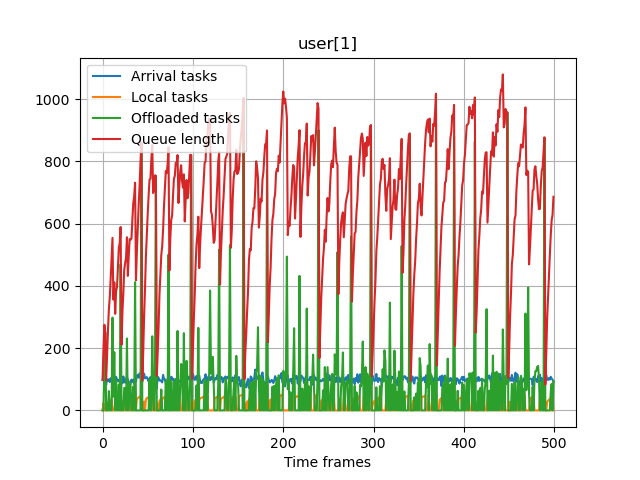 user[1]
Arrival tasks
Local tasks
Offloaded tasks
Queue length
1000
800
600
400
200
0
0 100 200 300 400 500
Time frames